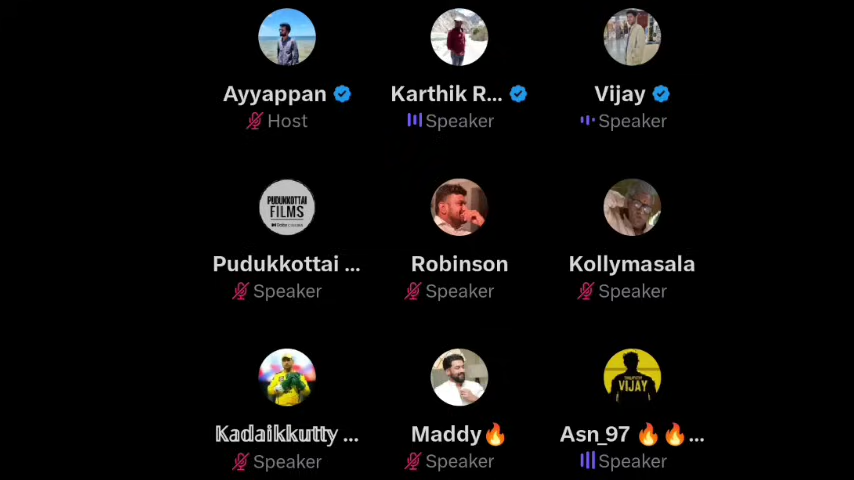 Ayyappan
Karthik R...
Vijay
Host
Speaker
Speaker
PUDUKKOTTAI
FILMS
Pudukkottai ...
Robinson
Kollymasala
Speaker
Speaker
Speaker
VIJAY
𝕂adaikkutty ...
Maddy🔥
Asn_97 🔥🔥...
Speaker
Speaker
Speaker